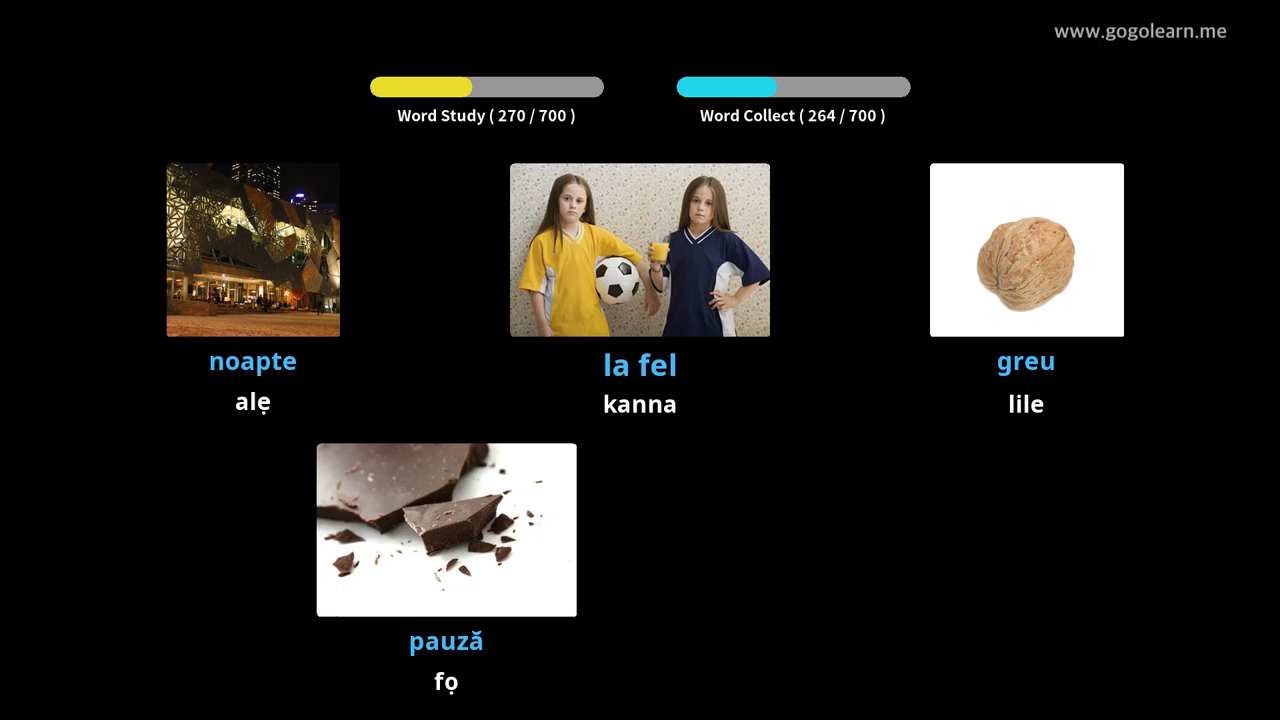 www.gogolearn.me
Word Study ( 270 / 700 )
Word Collect ( 264 / 700 )
noapte
alẹ
la fel
kanna
greu
lile
pauză
fọ